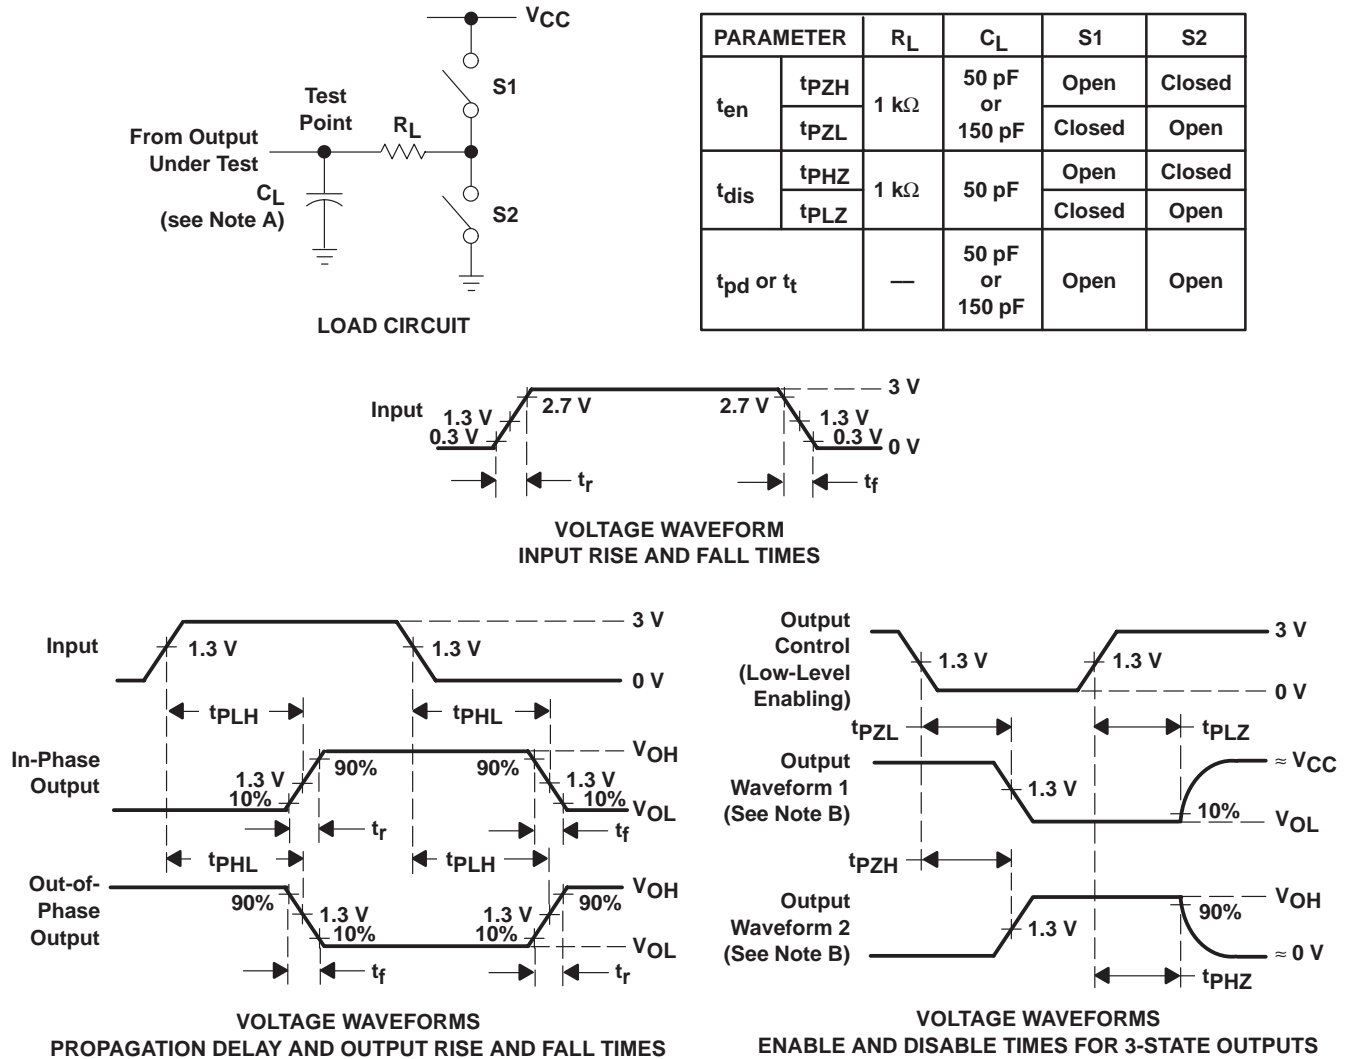 VCC
S1
Test
Point
RL
From Output
Under Test
CL
(see Note A)
S2
LOAD CIRCUIT
PARAMETER RL CL S1 S2
ten tPZH 1 kΩ 50 pF or 150 pF Open Closed
tPZL Closed Open
tdis tPHZ 1 kΩ 50 pF Open Closed
tPLZ Closed Open
tpd or tt — 50 pF or 150 pF Open Open
Input
1.3 V
0.3 V
2.7 V
2.7 V
3 V
1.3 V
0.3 V
0 V
tr
tf
VOLTAGE WAVEFORM
INPUT RISE AND FALL TIMES
Input
1.3 V
1.3 V
3 V
0 V
tPLH
tPHL
In-Phase
Output
1.3 V
10%
90%
90%
1.3 V
10%
VOH
VOL
tr
tf
tPHL
tPLH
Out-of-
Phase
Output
90%
1.3 V
10%
1.3 V
10%
90%
VOH
VOL
tf
tr
VOLTAGE WAVEFORMS
PROPAGATION DELAY AND OUTPUT RISE AND FALL TIMES
Output
Control
(Low-Level
Enabling)
1.3 V
1.3 V
3 V
0 V
tPZL
tPLZ
Output
Waveform 1
(See Note B)
1.3 V
10%
≈ VCC
VOL
tPZH
Output
Waveform 2
(See Note B)
1.3 V
90%
VOH
≈ 0 V
tPHZ
VOLTAGE WAVEFORMS
ENABLE AND DISABLE TIMES FOR 3-STATE OUTPUTS